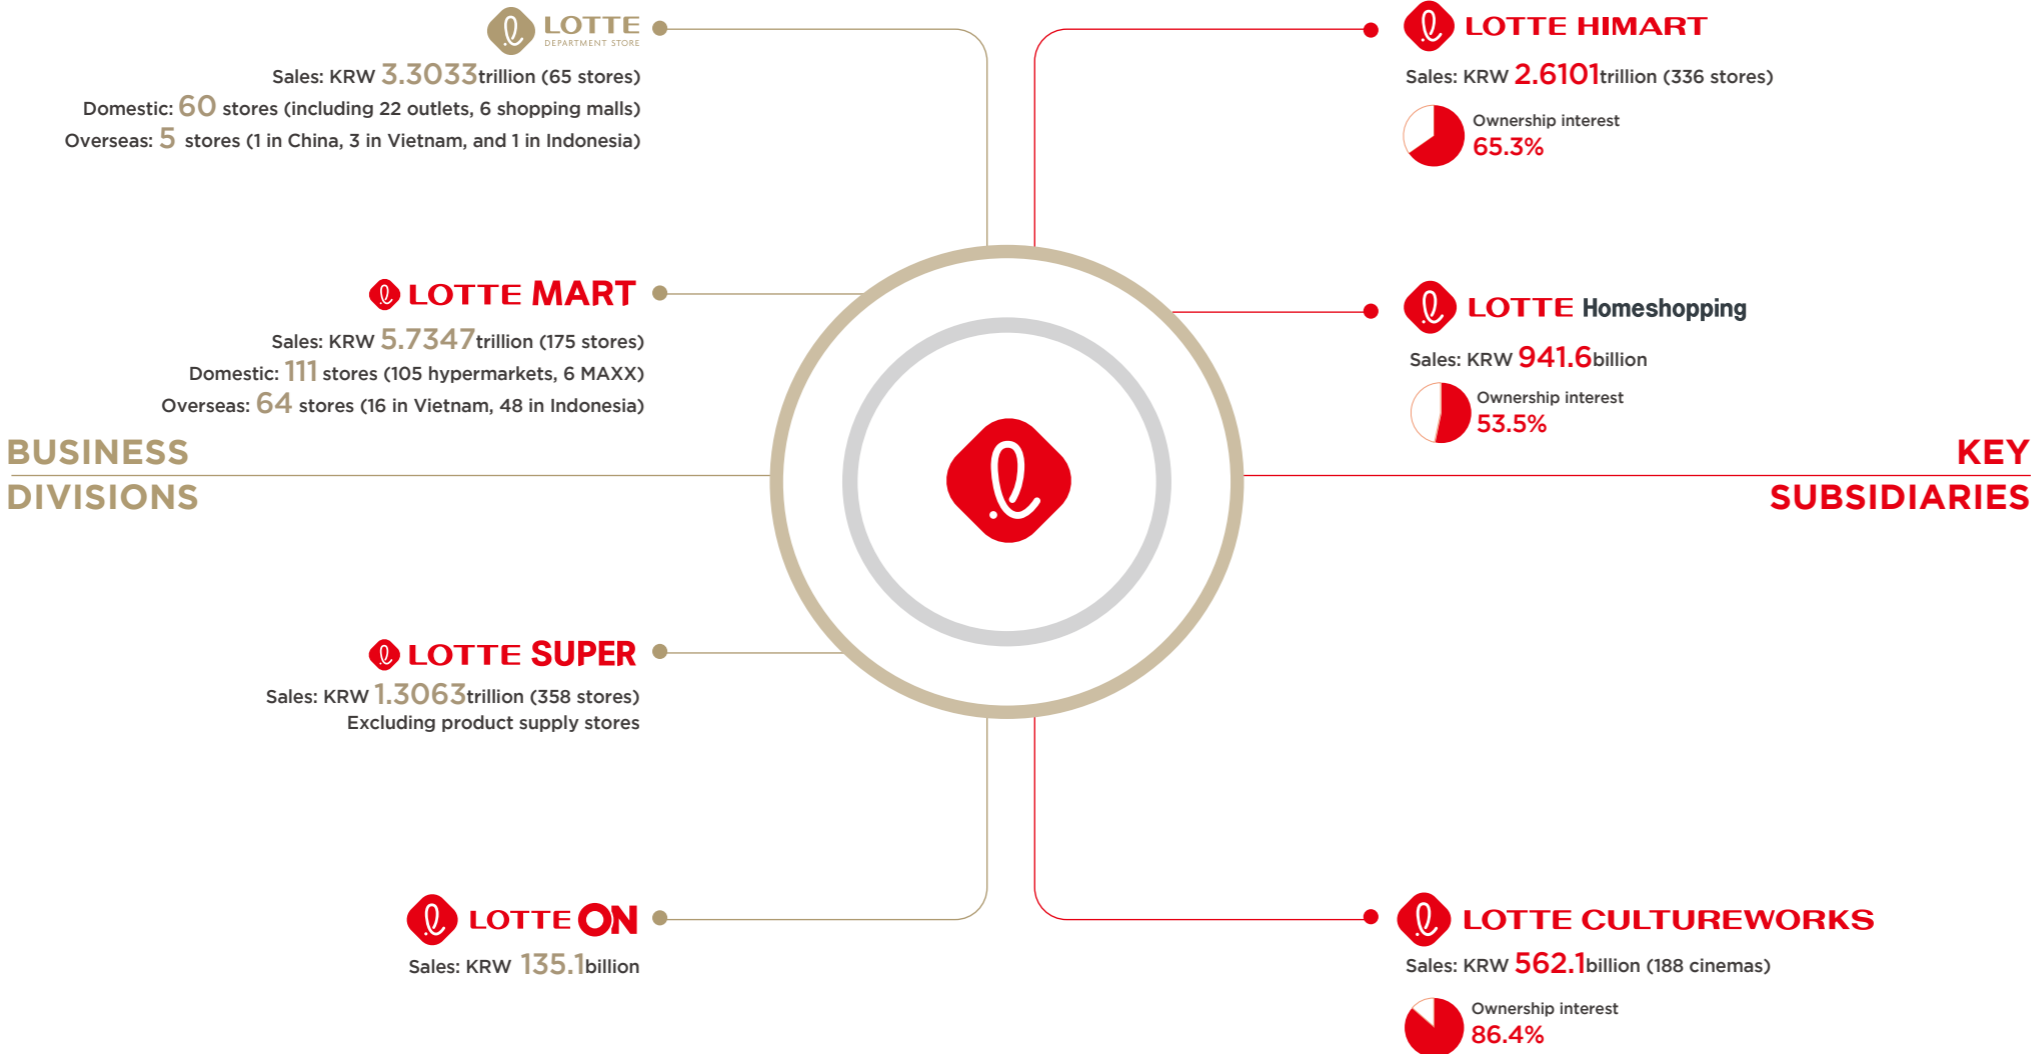 LOTTE
DEPARTMENT STORE
Sales: KRW 3.3033trillion (65 stores)
Domestic: 60 stores (including 22 outlets, 6 shopping malls)
Overseas: 5 stores (1 in China, 3 in Vietnam, and 1 in Indonesia)
LOTTE MART
Sales: KRW 5.7347trillion (175 stores)
Domestic: 111 stores (105 hypermarkets, 6 MAXX)
Overseas: 64 stores (16 in Vietnam, 48 in Indonesia)
BUSINESS
DIVISIONS
LOTTE SUPER
Sales: KRW 1.3063trillion (358 stores)
Excluding product supply stores
LOTTE ON
Sales: KRW 135.1billion
LOTTE HIMART
Sales: KRW 2.6101trillion (336 stores)
Ownership interest
65.3%
LOTTE Homeshopping
Sales: KRW 941.6billion
Ownership interest
53.5%
KEY
SUBSIDIARIES
LOTTE CULTUREWORKS
Sales: KRW 562.1billion (188 cinemas)
Ownership interest
86.4%